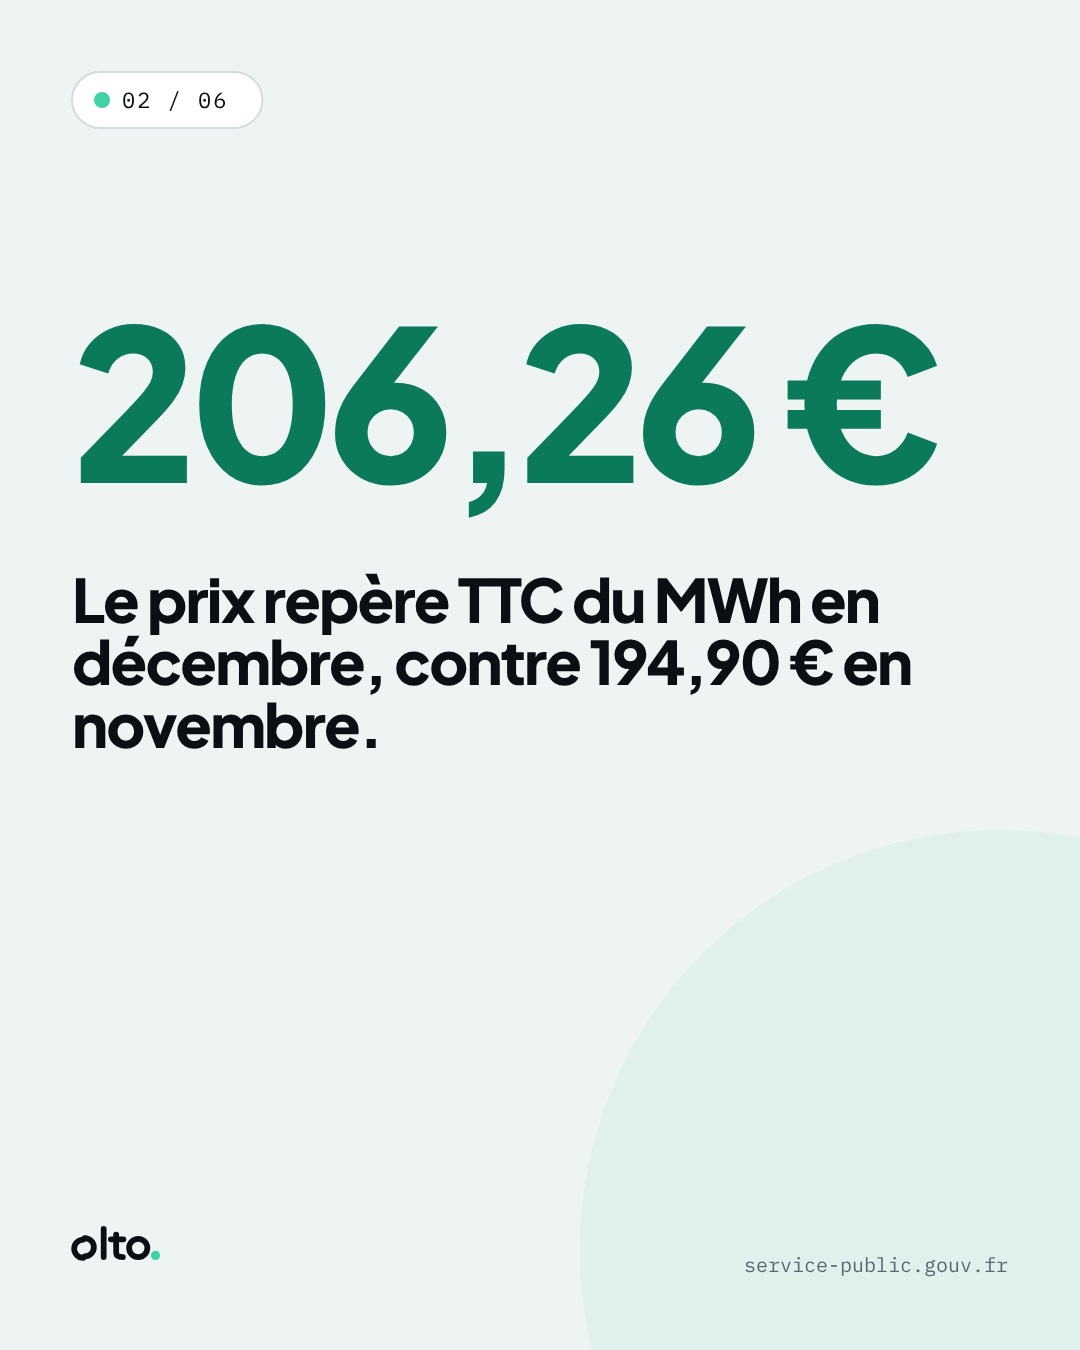 02 / 06
206,26 €
Le prix repère TTC du MWh en
décembre, contre 194,90 € en
novembre.
olto.
service-public.gouv.fr